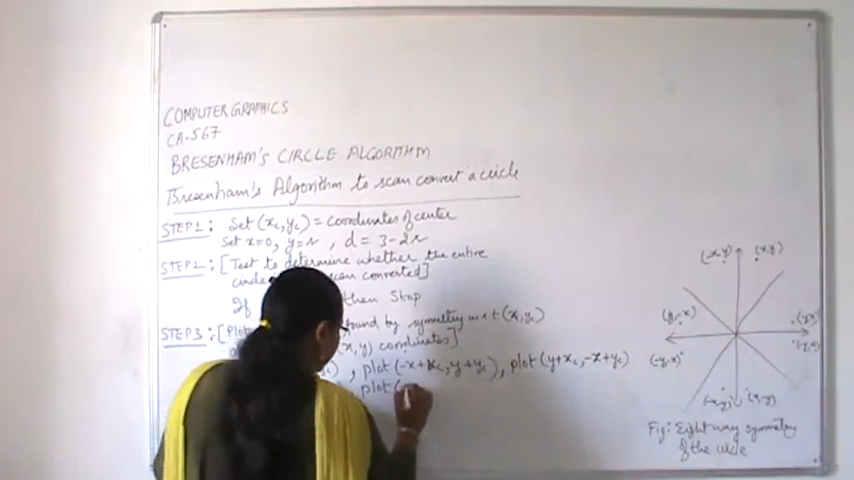 COMPUTER GRAPHICS
CA-567
BRESENHAM'S CIRCLE ALGORITHM
Bresenham's Algorithm to scan convert a circle
STEP1: Set (xc,yc) = coordinates of center
Set x=0, y=r, d= 3-2r
STEP2: [Test to determine whether the entire
circle scan converted]
If then Stop
STEP3: [Plot found by symmetry w.r.t (xc,yc)
(x,y) coordinates]
, plot (-x+xc, y+yc), plot (y+xc, -x+yc)
plot (
(-x,y) (x,y)
(-y,-x)
(-x,-y) (x,-y)
Fig: Eight way symmetry
of the circle